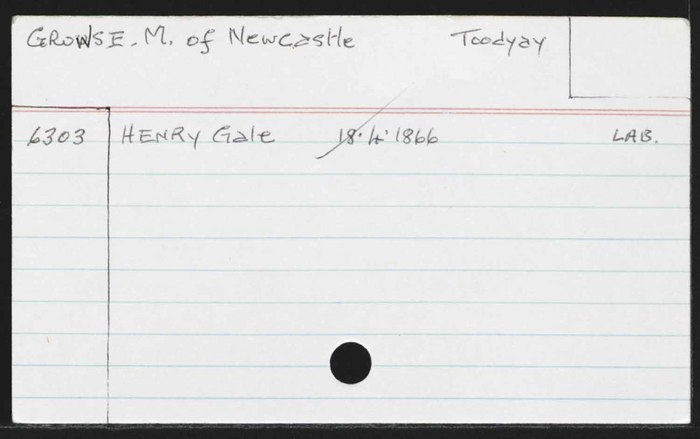 GROWSE. M. of Newcastle Toodyay
6303 HENRY Gale 18.4.1866 LAB.